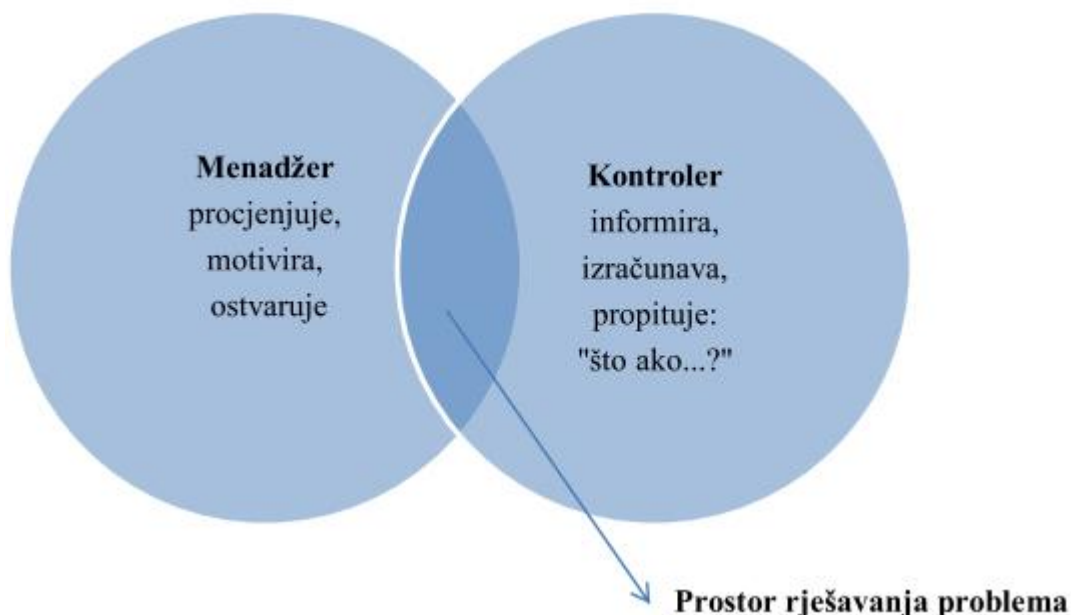 Menadžer
procjenjuje,
motivira,
ostvaruje
Kontroler
informira,
izračunava,
propituje:
"što ako...?"
Prostor rješavanja problema